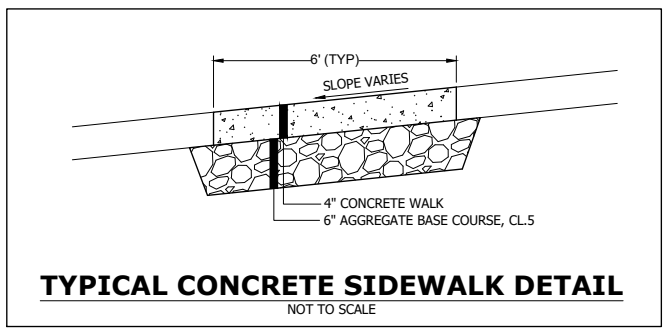 6' (TYP)
SLOPE VARIES
4" CONCRETE WALK
6" AGGREGATE BASE COURSE, CL.5
TYPICAL CONCRETE SIDEWALK DETAIL
NOT TO SCALE